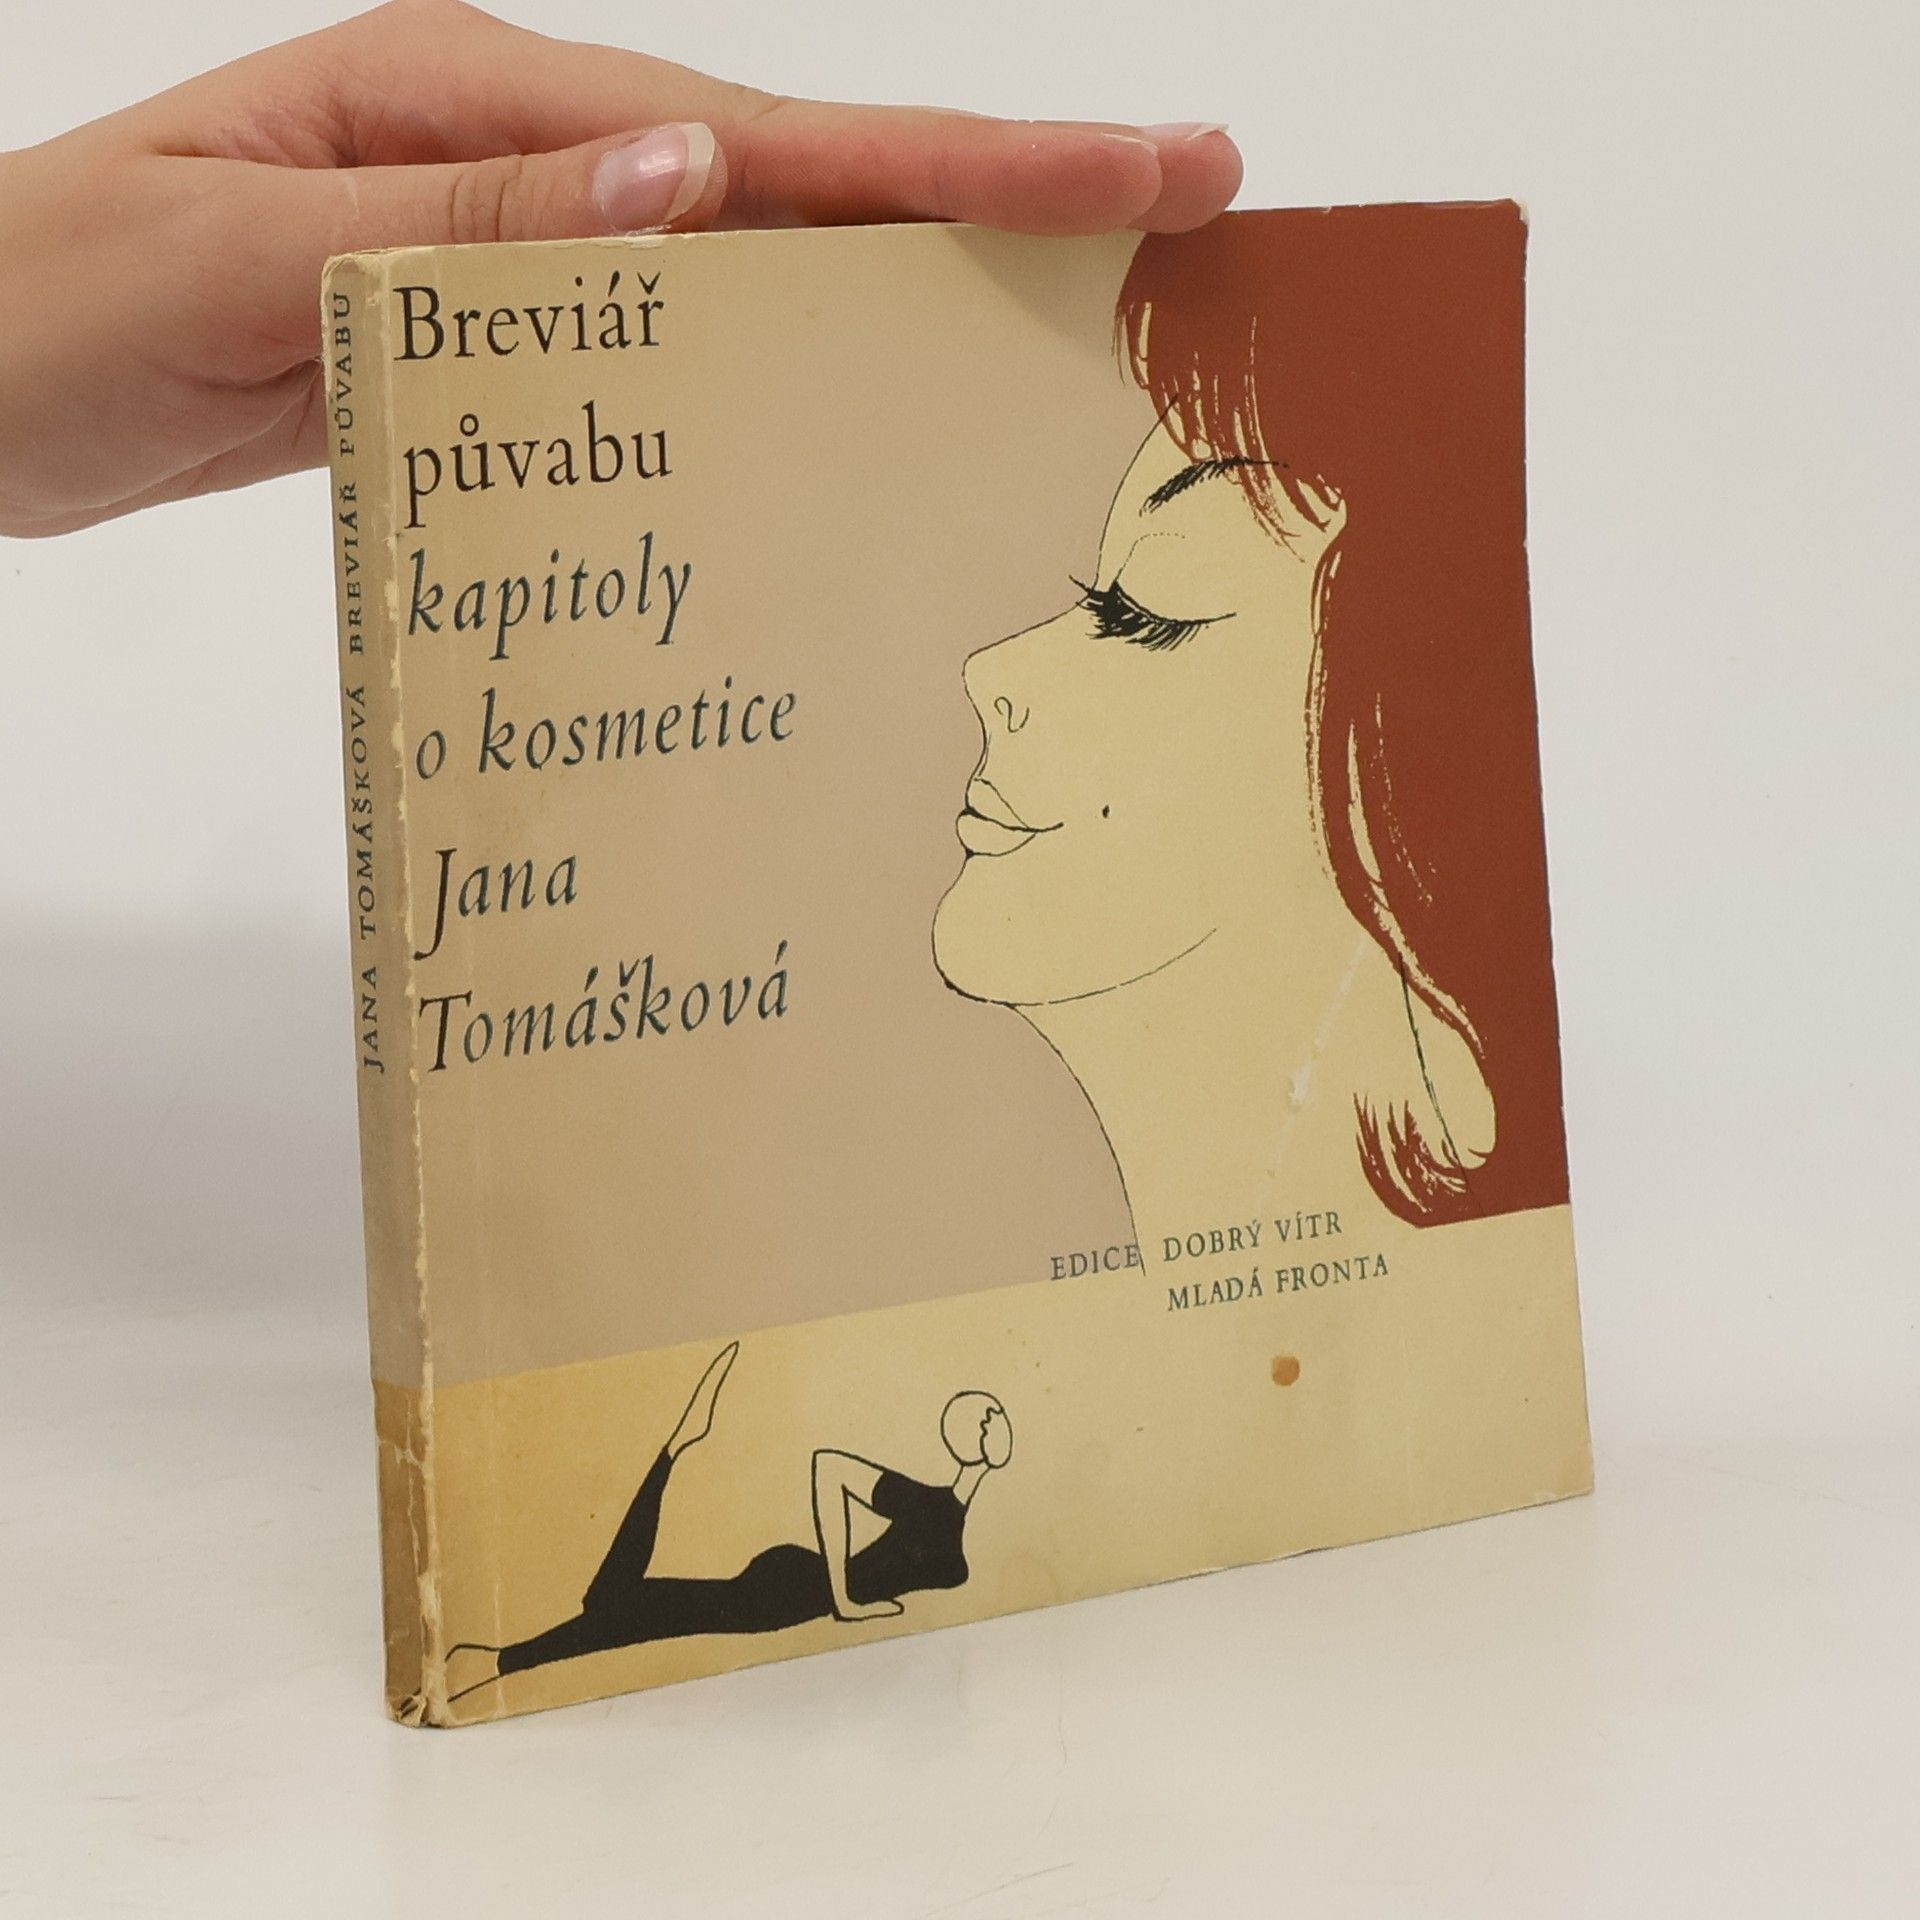 Breviář
půvabu
kapitoly
o kosmetice
Jana
Tomášková
EDICE DOBRÝ VÍTR
MLADÁ FRONTA
JANA TOMÁŠKOVÁ BREVIÁŘ PŮVABU